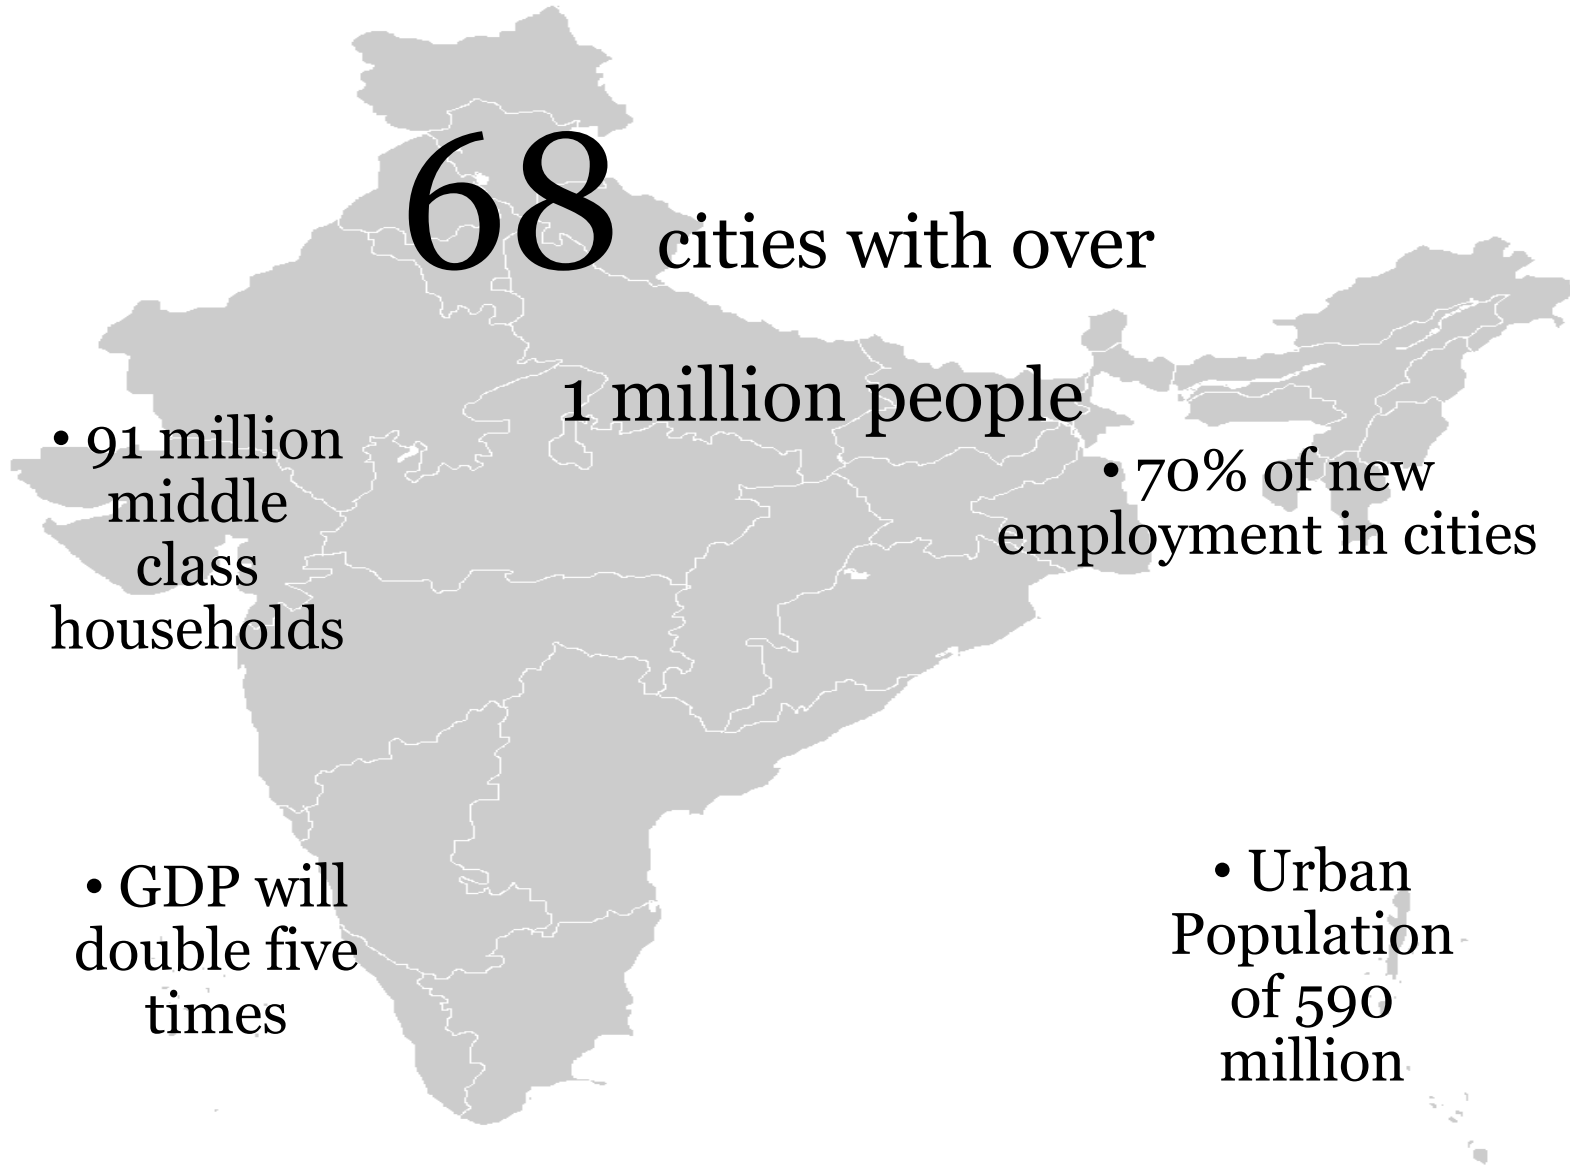 68 cities with over
1 million people
• 91 million
middle
class
households
• 70% of new
employment in cities
• GDP will
double five
times
• Urban
Population
of 590
million